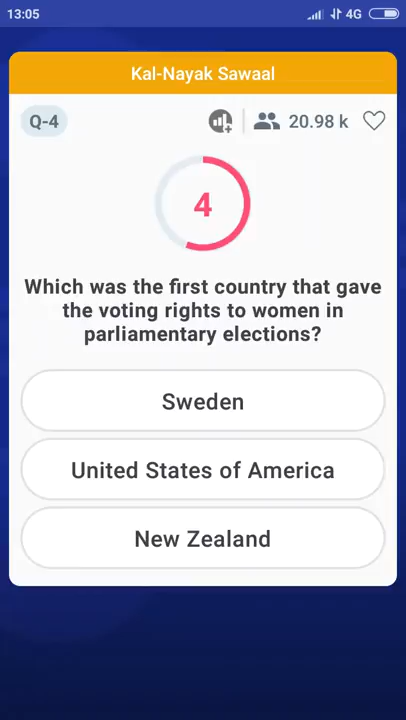 13:05
4G
Kal-Nayak Sawaal
Q-4
20.98 k
4
Which was the first country that gave
the voting rights to women in
parliamentary elections?
Sweden
United States of America
New Zealand